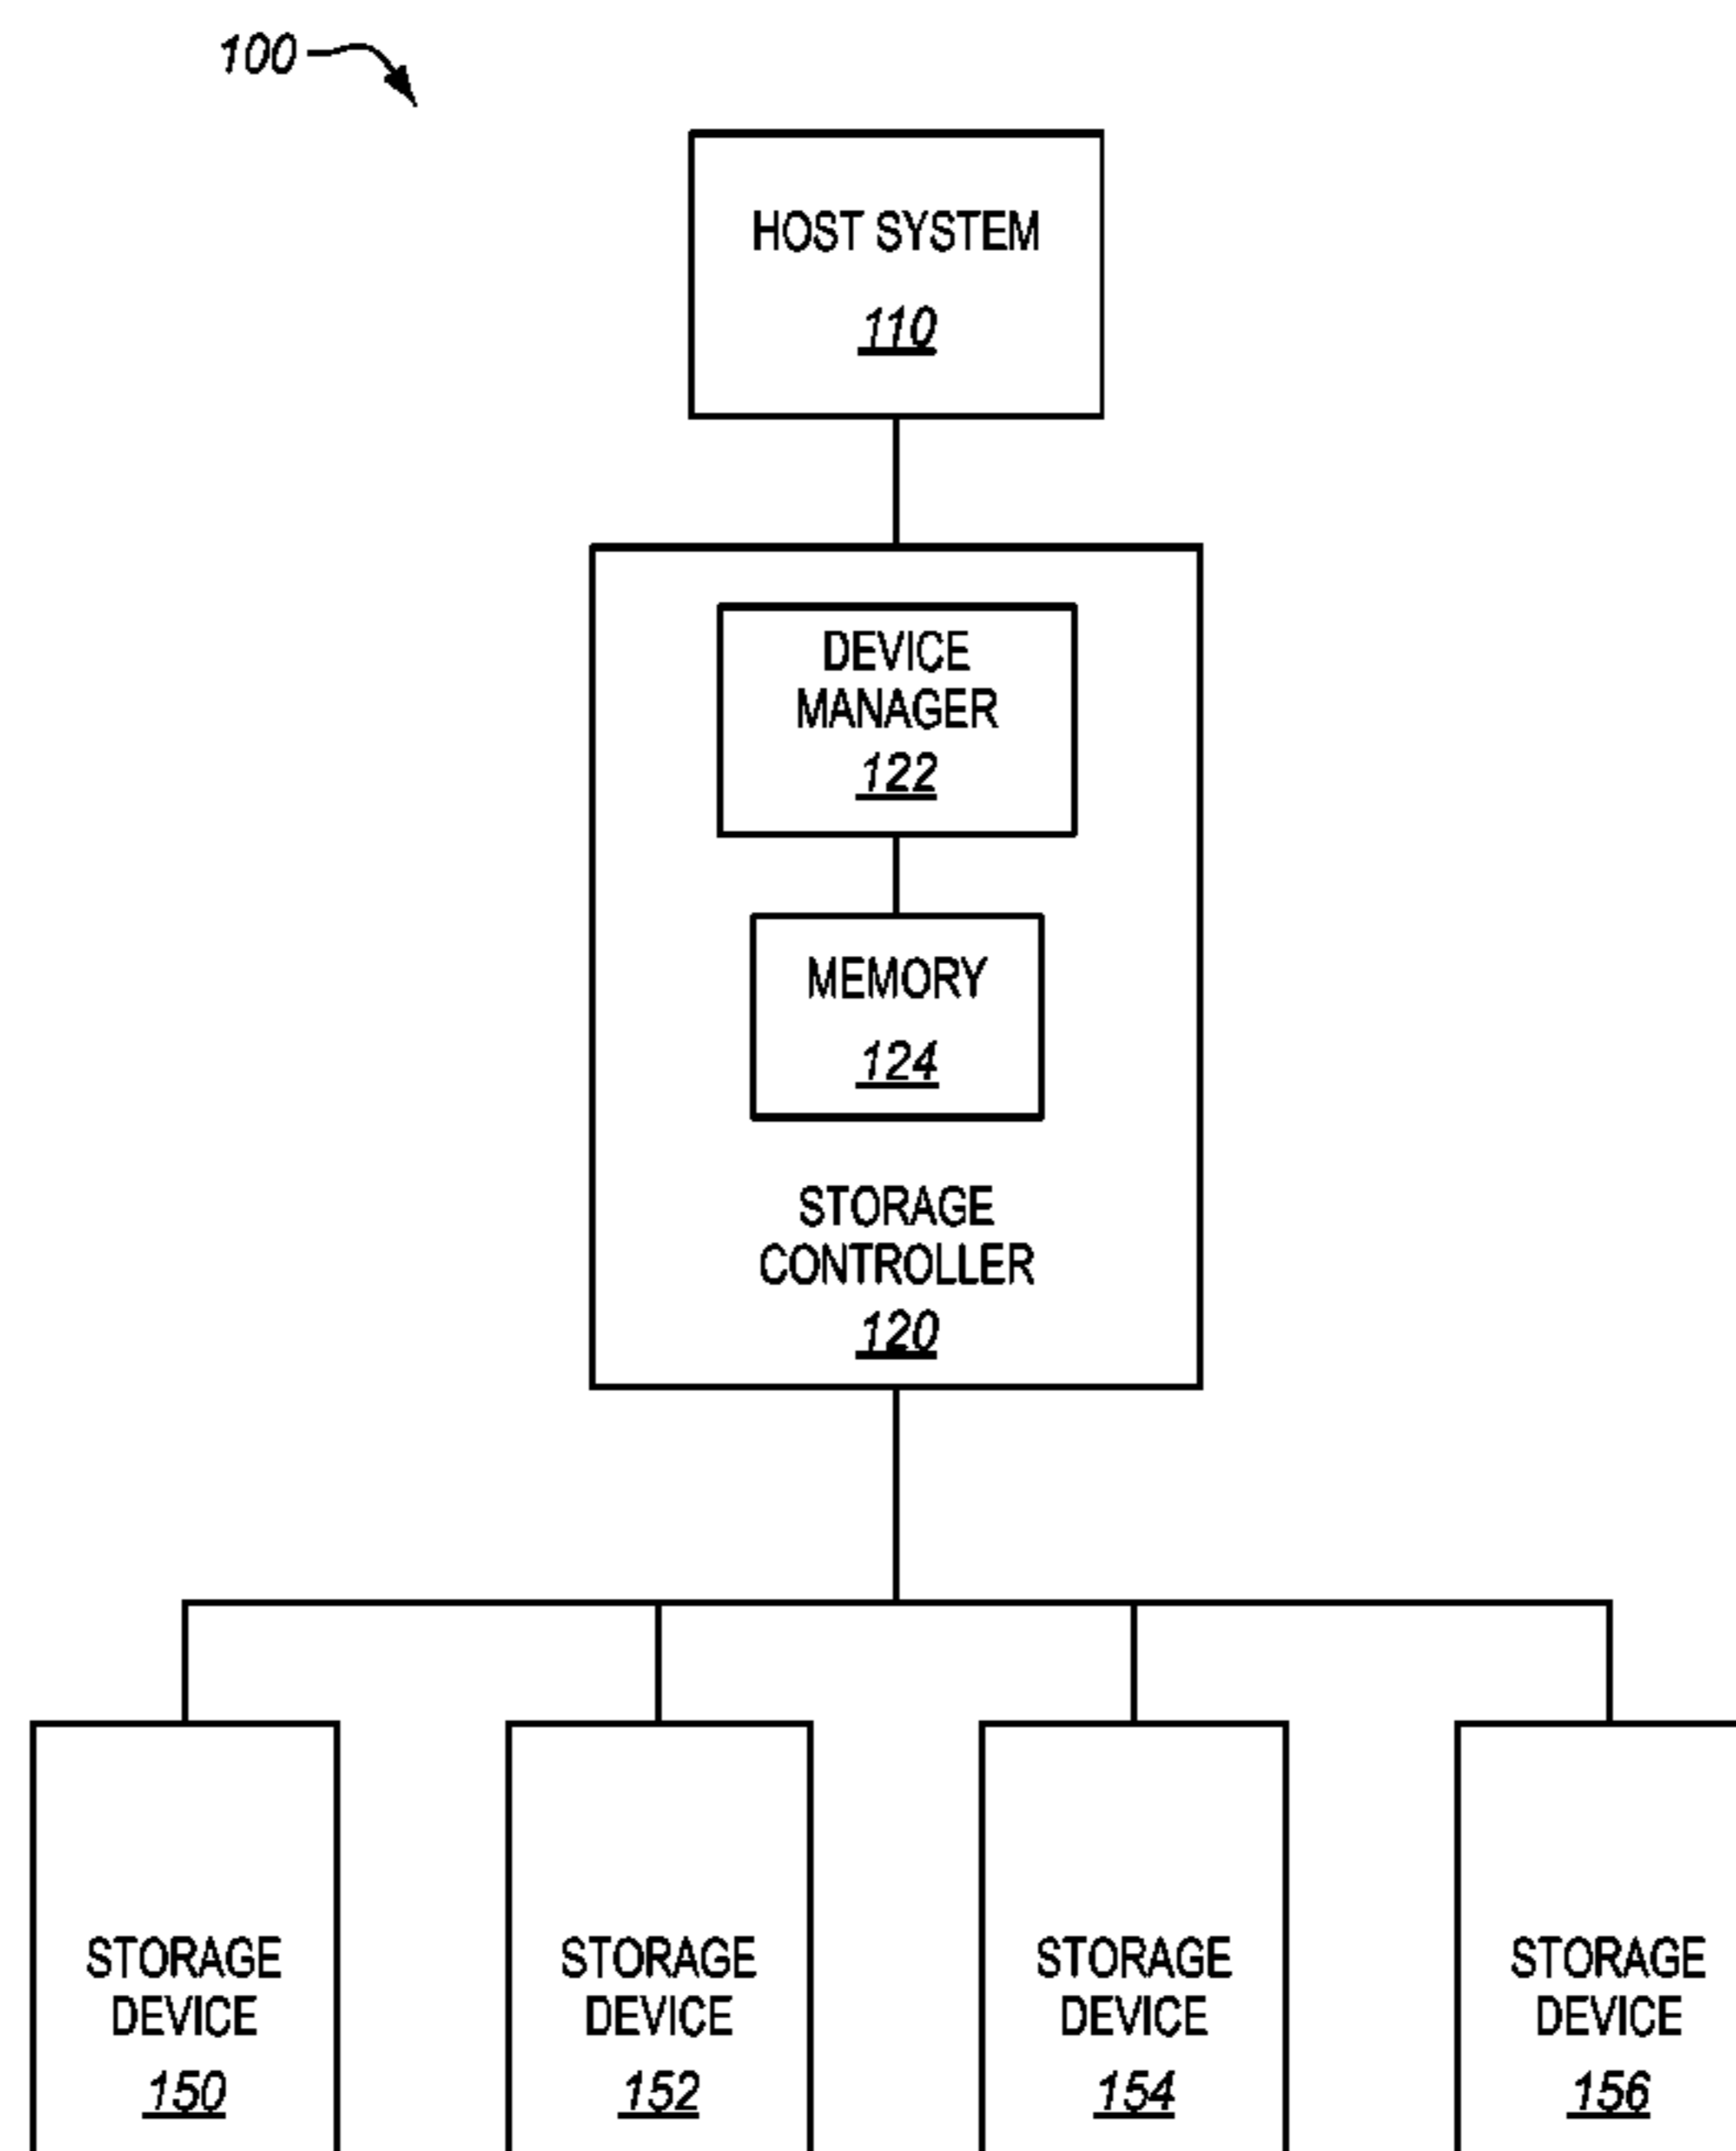 100
HOST SYSTEM
110
DEVICE
MANAGER
122
MEMORY
124
STORAGE
CONTROLLER
120
STORAGE
DEVICE
150
STORAGE
DEVICE
152
STORAGE
DEVICE
154
STORAGE
DEVICE
156